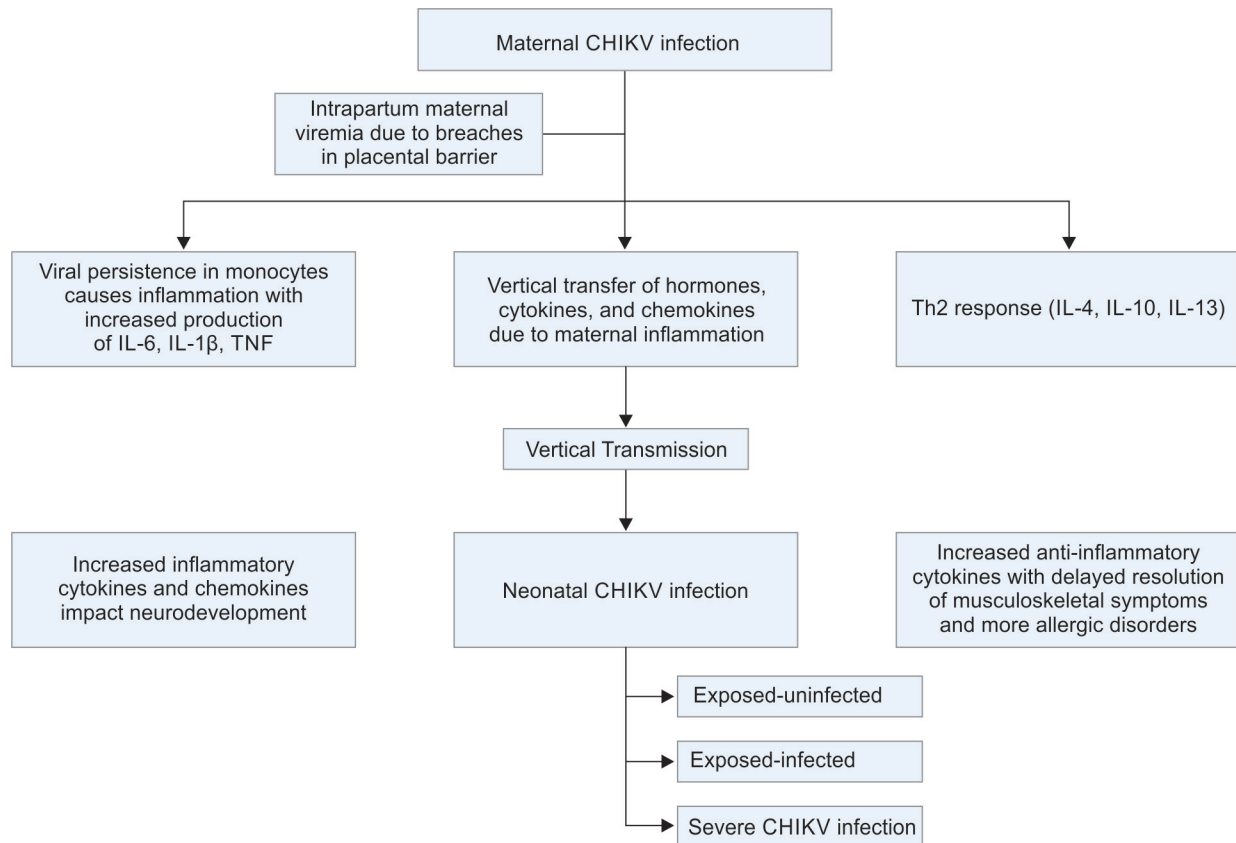 Maternal CHIKV infection
Intrapartum maternal
viremia due to breaches
in placental barrier
Viral persistence in monocytes
causes inflammation with
increased production
of IL-6, IL-1β, TNF
Vertical transfer of hormones,
cytokines, and chemokines
due to maternal inflammation
Th2 response (IL-4, IL-10, IL-13)
Vertical Transmission
Increased inflammatory
cytokines and chemokines
impact neurodevelopment
Neonatal CHIKV infection
Increased anti-inflammatory
cytokines with delayed resolution
of musculoskeletal symptoms
and more allergic disorders
Exposed-uninfected
Exposed-infected
Severe CHIKV infection